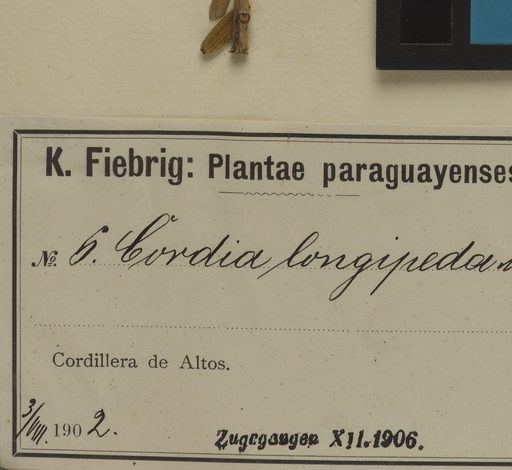 K. Fiebrig: Plantae paraguayenses
№. 6. Cordia longipeda
Cordillera de Altos.
3/VIII. 1902.
Zugegangen XII.1906.